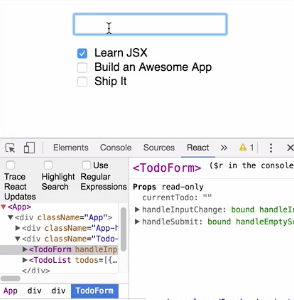 Learn JSX
Build an Awesome App
Ship It
Elements Console Sources React » 1
Trace React Updates
Highlight Search
Use Regular Expressions
<App>
<div className="App">
<div className="App-h
<div className="Todo-
<TodoForm handleInp
<TodoList todos=[{…
</div>
App div div TodoForm
<TodoForm> ($r in the console
Props read-only
currentTodo: ""
handleInputChange: bound handleIn
handleSubmit: bound handleEmptySu